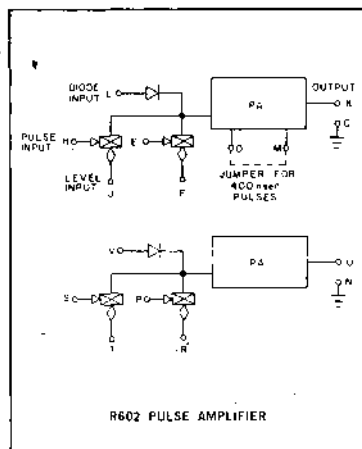 DIODE
INPUT L
OUTPUT
PA
PULSE
INPUT H
E
LEVEL
INPUT
J
F
O
M
JUMPER FOR
400nsec
PULSES
V
PA
U
N
S
P
R
R602 PULSE AMPLIFIER